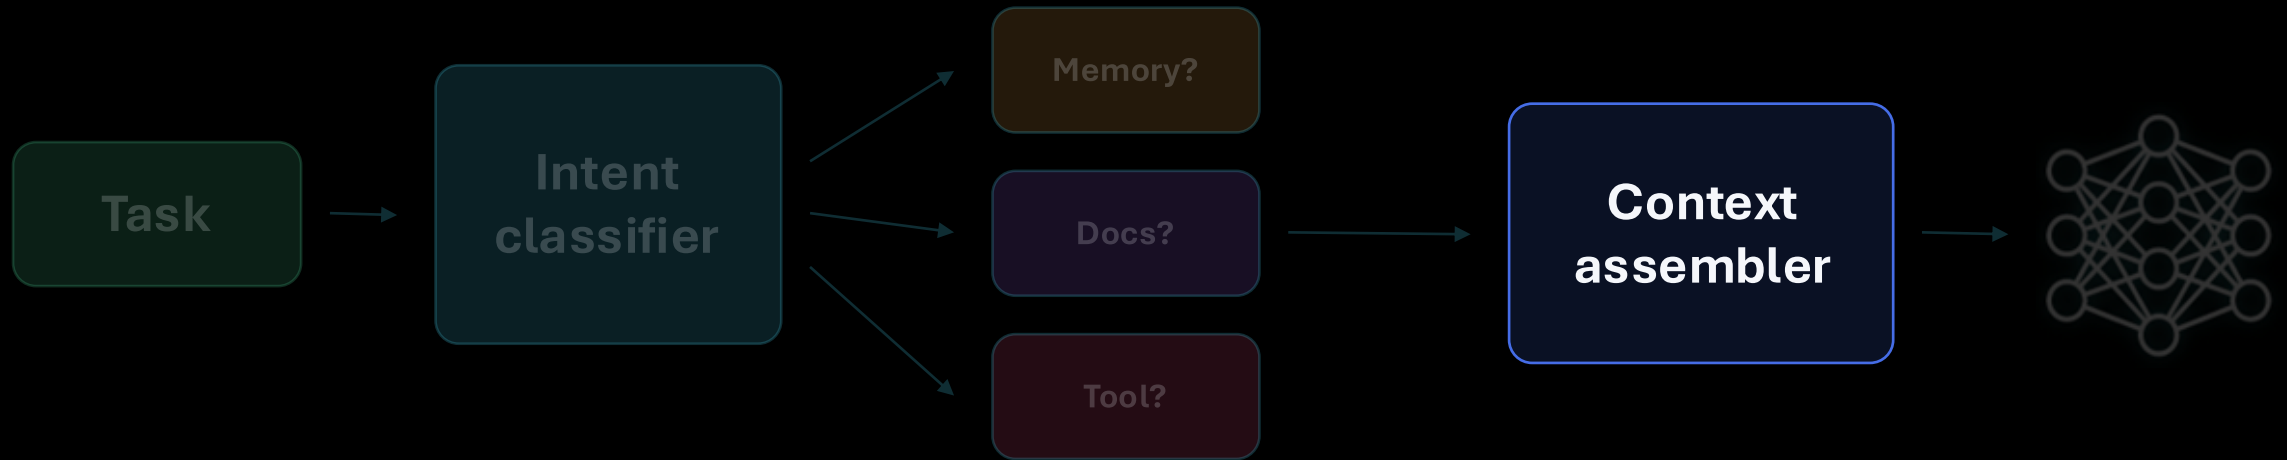 Task
Intent
classifier
Memory?
Docs?
Tool?
Context
assembler